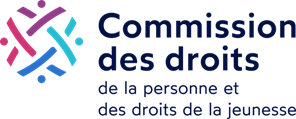 Commission
des droits
de la personne et
des droits de la jeunesse